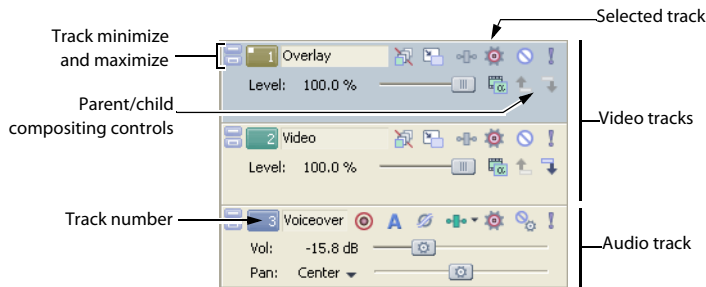 Selected track
Track minimize
and maximize
1 Overlay
Level: 100.0 %
Parent/child
compositing controls
Video tracks
2 Video
Level: 100.0 %
Track number
3 Voiceover
A
Vol: -15.8 dB
Audio track
Pan: Center